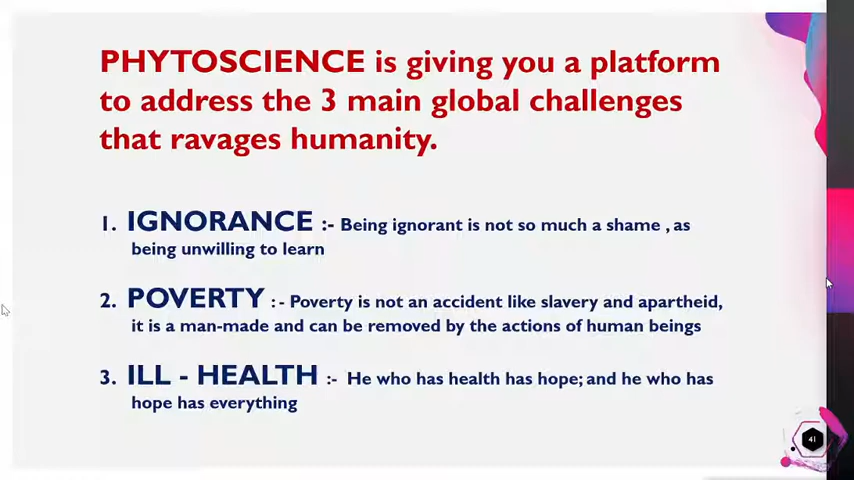 PHYTOSCIENCE is giving you a platform
to address the 3 main global challenges
that ravages humanity.
1. IGNORANCE :- Being ignorant is not so much a shame , as
being unwilling to learn
2. POVERTY : - Poverty is not an accident like slavery and apartheid,
it is a man-made and can be removed by the actions of human beings
3. ILL - HEALTH :- He who has health has hope; and he who has
hope has everything
41